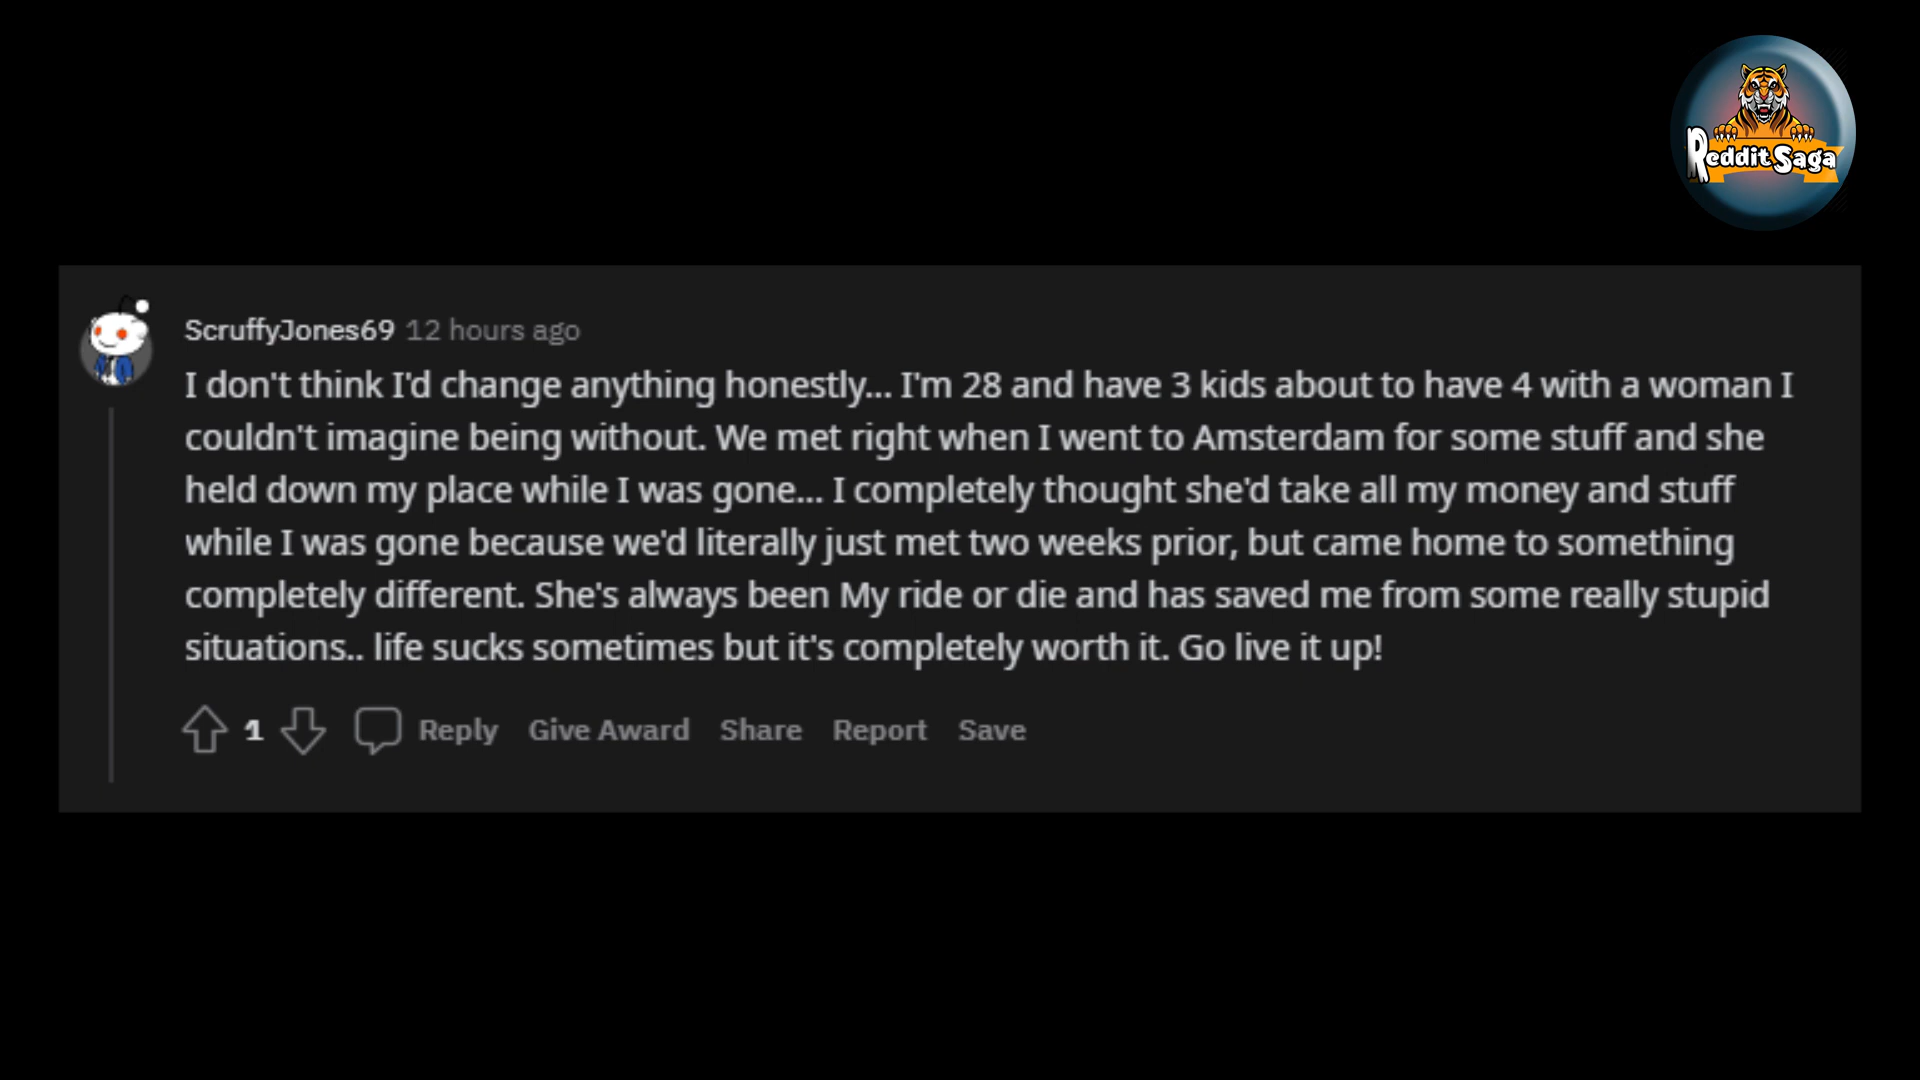 Reddit Saga
ScruffyJones69 12 hours ago
I don't think I'd change anything honestly... I'm 28 and have 3 kids about to have 4 with a woman I
couldn't imagine being without. We met right when I went to Amsterdam for some stuff and she
held down my place while I was gone... I completely thought she'd take all my money and stuff
while I was gone because we'd literally just met two weeks prior, but came home to something
completely different. She's always been My ride or die and has saved me from some really stupid
situations.. life sucks sometimes but it's completely worth it. Go live it up!
1 Reply Give Award Share Report Save